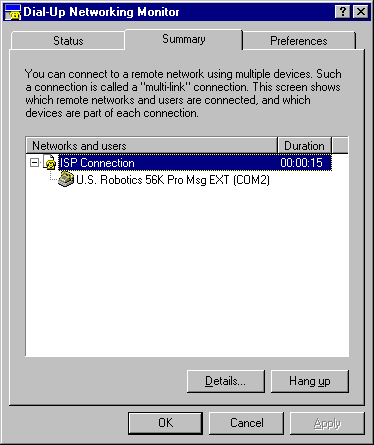 Dial-Up Networking Monitor
Status
Summary
Preferences
You can connect to a remote network using multiple devices. Such
a connection is called a "multi-link" connection. This screen shows
which remote networks and users are connected, and which
devices are part of each connection.
Networks and users Duration
ISP Connection 00:00:15
U.S. Robotics 56K Pro Msg EXT (COM2)
Details... Hang up
OK Cancel Apply